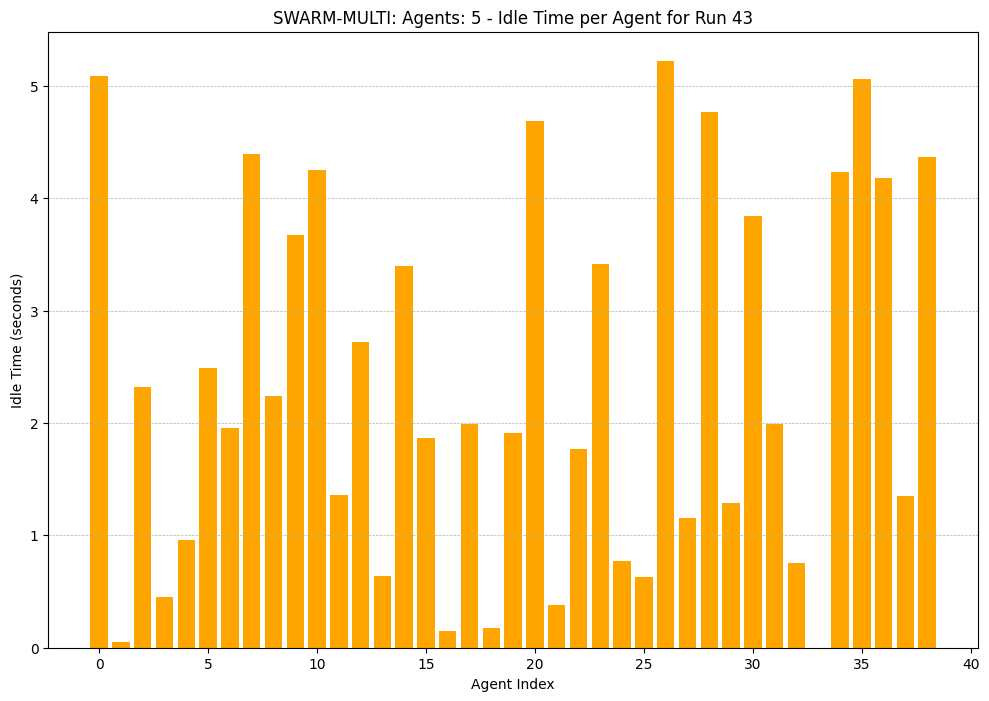 SWARM-MULTI: Agents: 5 - Idle Time per Agent for Run 43
Idle Time (seconds)
5
4
3
2
1
0
0 5 10 15 20 25 30 35 40
Agent Index